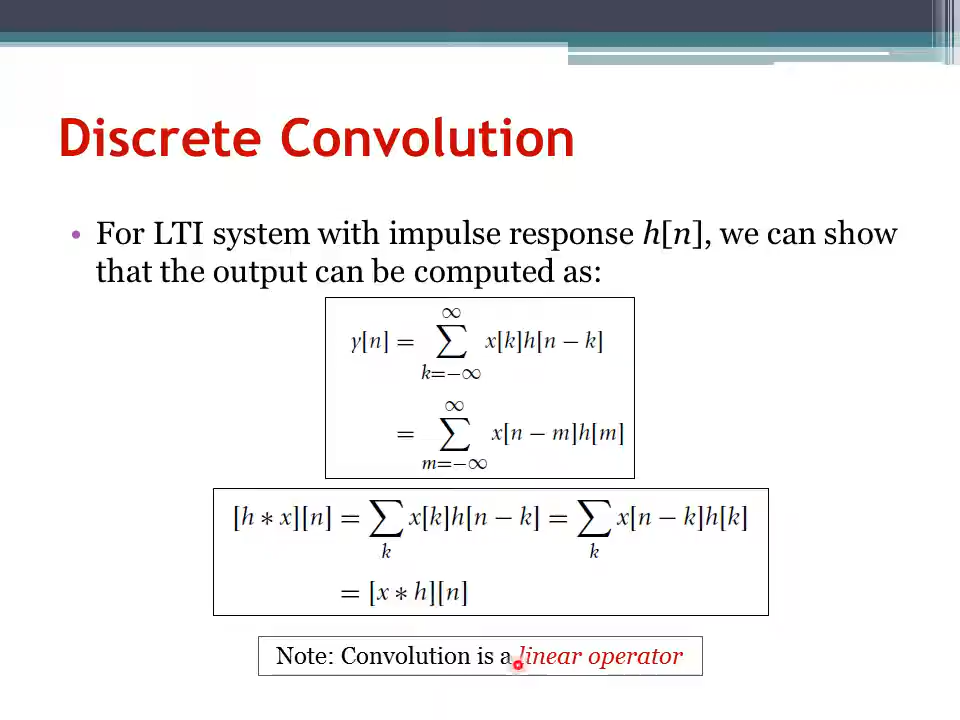 Discrete Convolution
• For LTI system with impulse response h[n], we can show
that the output can be computed as:
y[n] = ∑_{k=−∞}^{∞} x[k]h[n − k]
= ∑_{m=−∞}^{∞} x[n − m]h[m]
[h ∗ x][n] = ∑_k x[k]h[n − k] = ∑_k x[n − k]h[k]
= [x ∗ h][n]
Note: Convolution is a linear operator